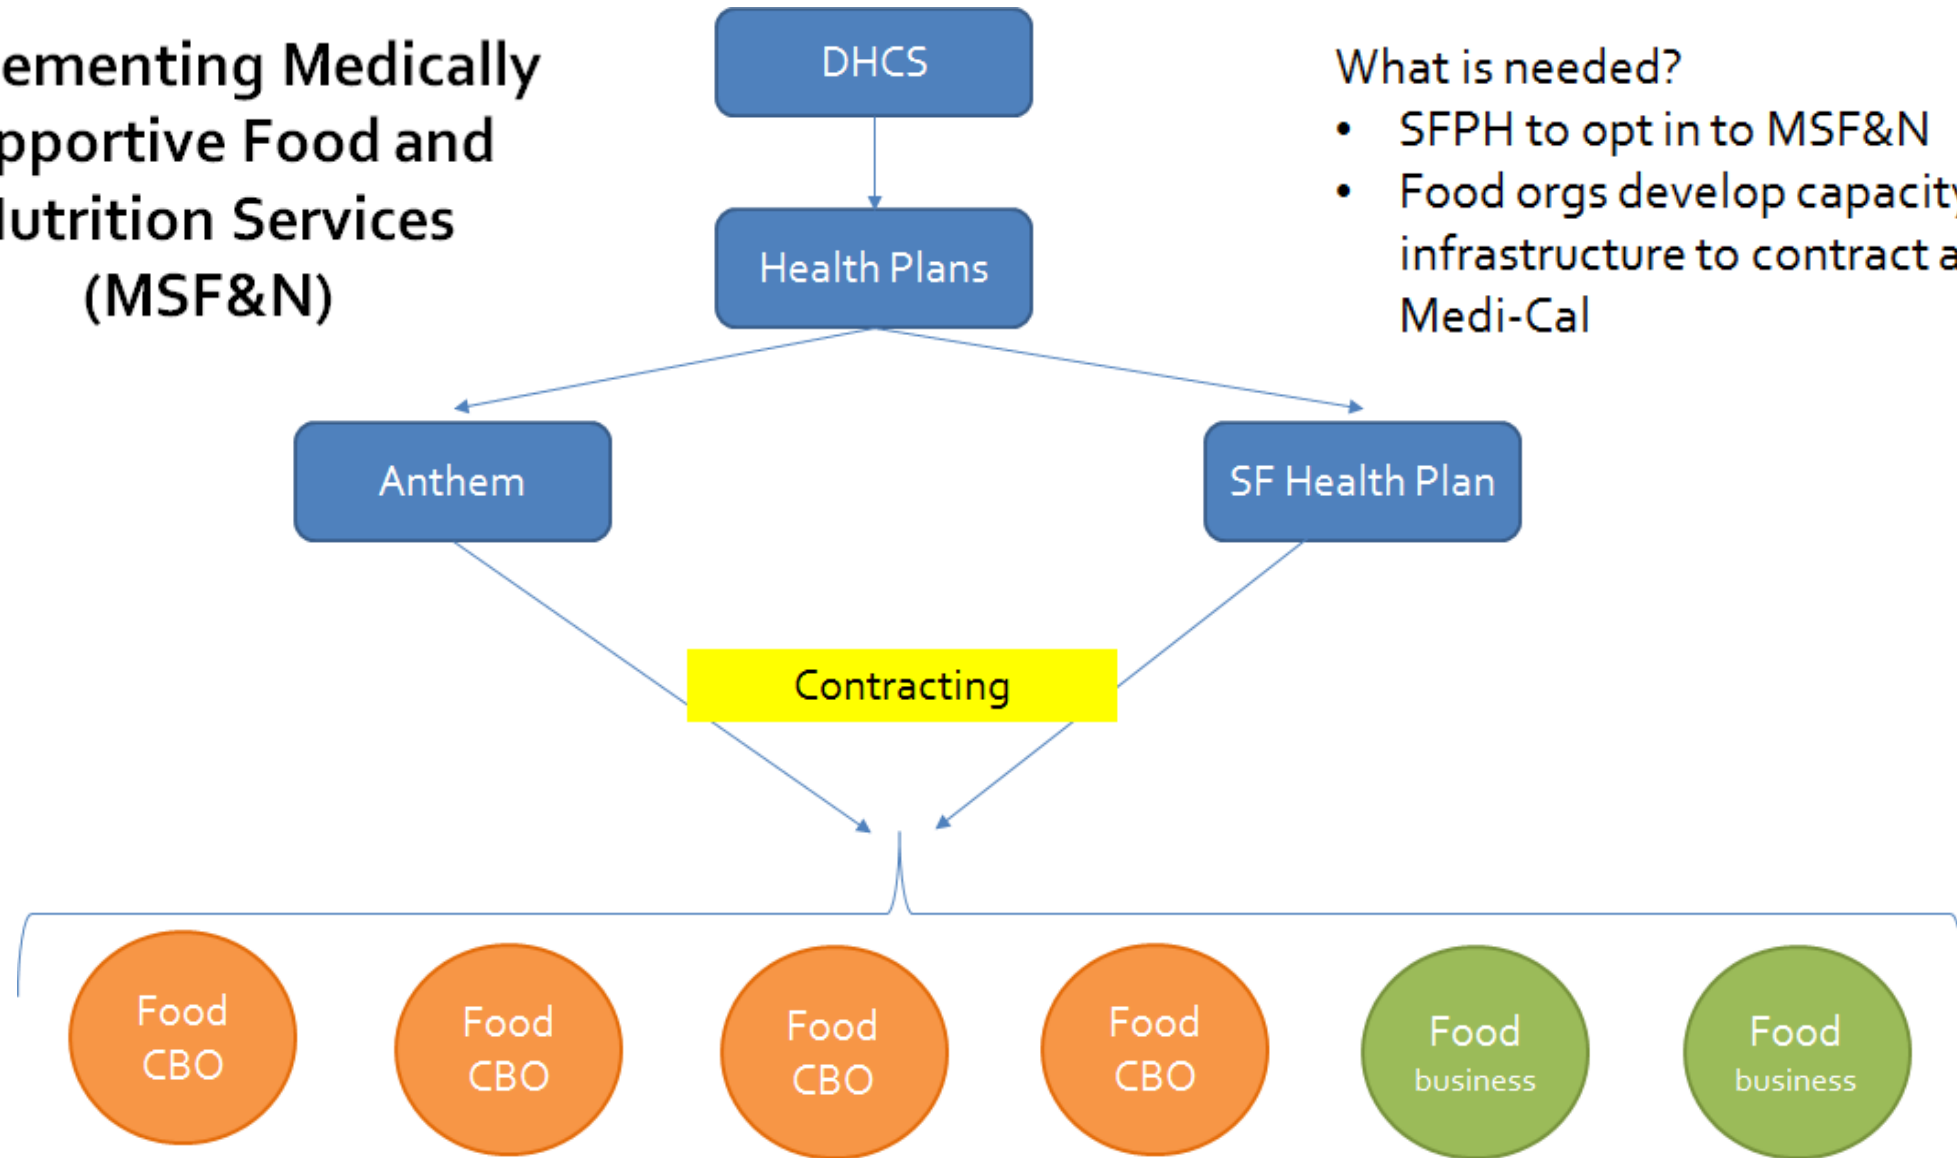 ementing Medically
pportive Food and
utrition Services
(MSF&N)
DHCS
What is needed?
• SFPH to opt in to MSF&N
• Food orgs develop capacity
infrastructure to contract a
Medi-Cal
Health Plans
Anthem
SF Health Plan
Contracting
Food
CBO
Food
CBO
Food
CBO
Food
CBO
Food
business
Food
business